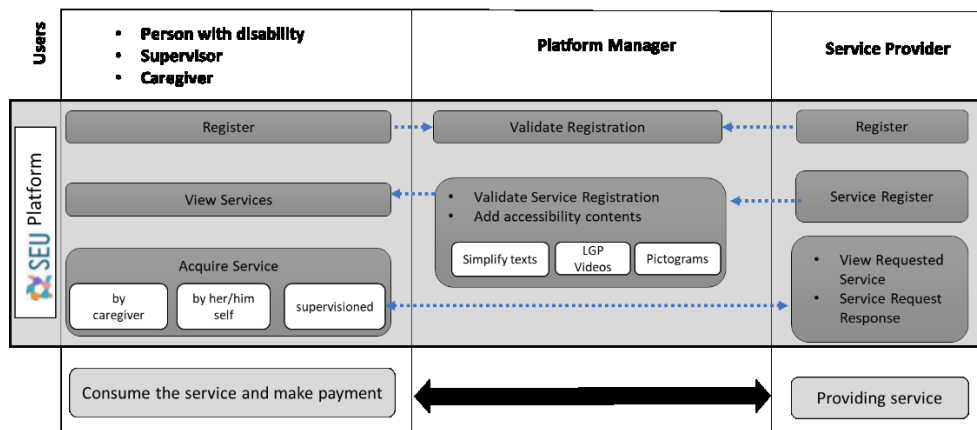 Users
• Person with disability
• Supervisor
• Caregiver
Platform Manager
Service Provider
SEU Platform
Register
Validate Registration
Register
View Services
• Validate Service Registration
• Add accessibility contents
Simplify texts
LGP
Videos
Pictograms
Service Register
Acquire Service
by
caregiver
by her/him
self
supervisioned
• View Requested
Service
• Service Request
Response
Consume the service and make payment
Providing service